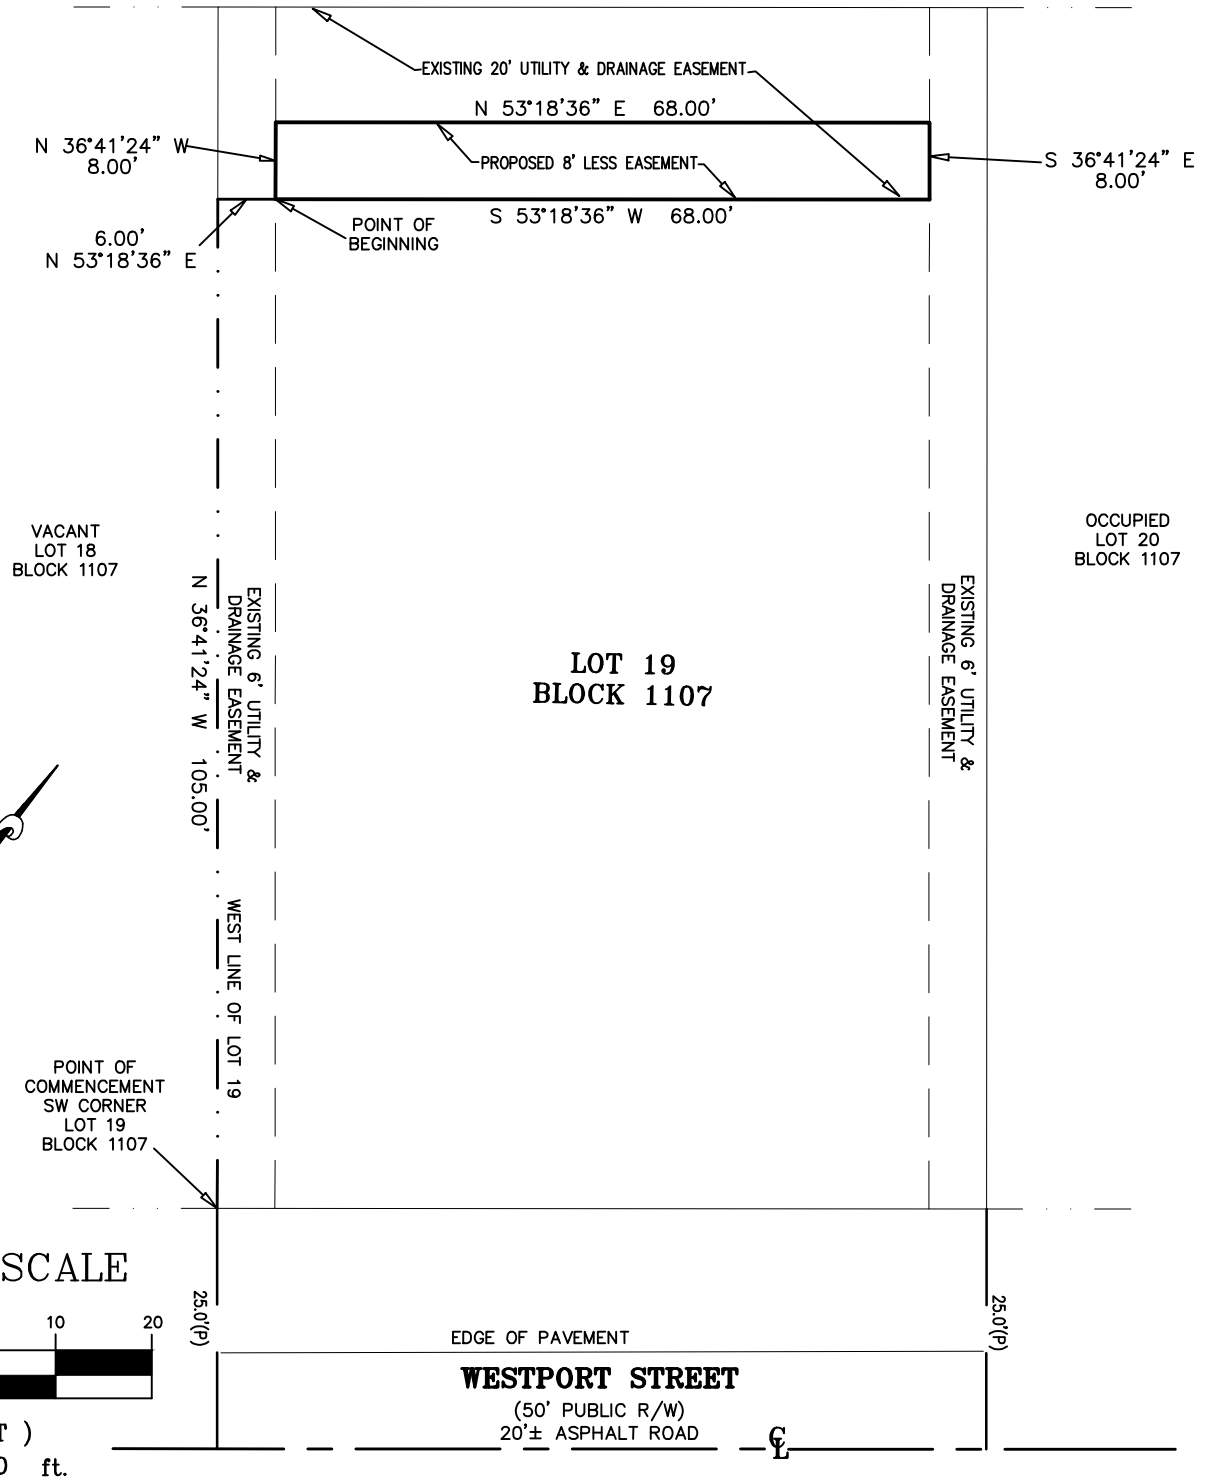 EXISTING 20' UTILITY & DRAINAGE EASEMENT
N 53°18'36" E 68.00'
N 36°41'24" W
8.00'
PROPOSED 8' LESS EASEMENT
S 36°41'24" E
8.00'
S 53°18'36" W 68.00'
POINT OF
BEGINNING
6.00'
N 53°18'36" E
VACANT
LOT 18
BLOCK 1107
OCCUPIED
LOT 20
BLOCK 1107
N 36°41'24" W 105.00'
EXISTING 6' UTILITY &
DRAINAGE EASEMENT
LOT 19
BLOCK 1107
EXISTING 6' UTILITY &
DRAINAGE EASEMENT
WEST LINE OF LOT 19
POINT OF
COMMENCEMENT
SW CORNER
LOT 19
BLOCK 1107
SCALE
10 20
T )
0 ft.
25.0'(P)
25.0'(P)
EDGE OF PAVEMENT
WESTPORT STREET
(50' PUBLIC R/W)
20'± ASPHALT ROAD
℄